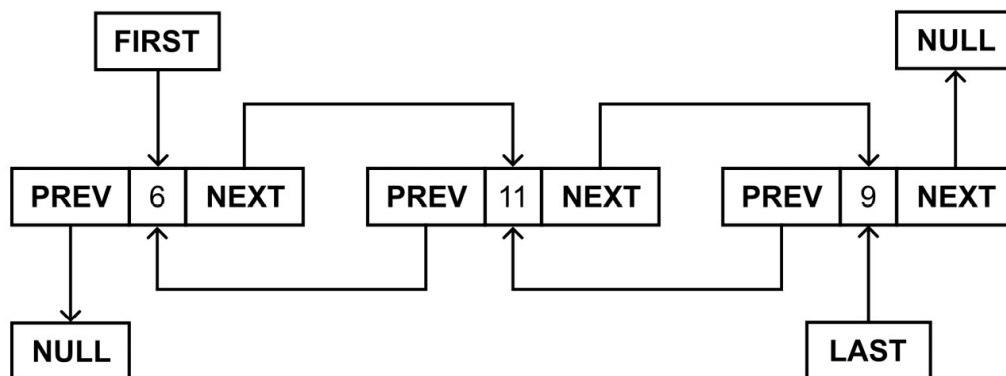 FIRST
NULL
PREV 6 NEXT
PREV 11 NEXT
PREV 9 NEXT
NULL
LAST